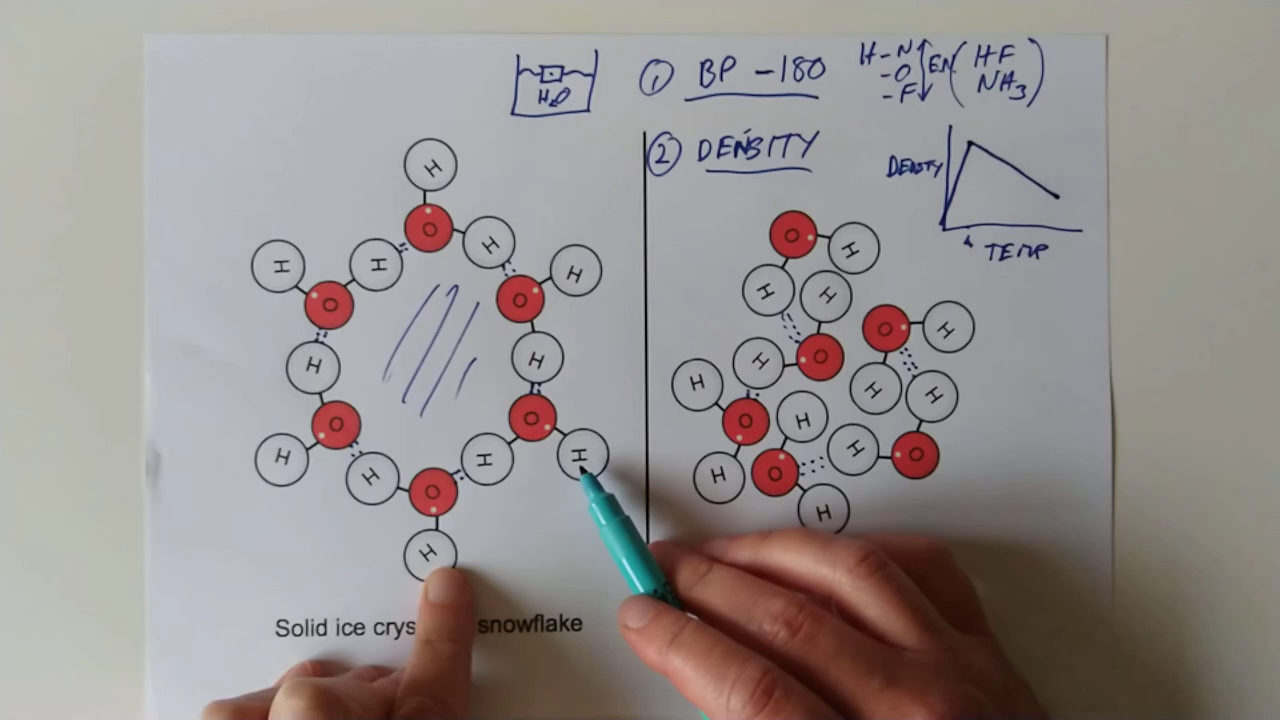 H₂O
① BP -180
H-N
-O
-F
EN
(HF
NH₃)
② DENSITY
DENSITY
TEMP
H
O
H
H
H
O
H
O
H
H
O
H
O
H
H
O
H
H
O
H
H
H
O
H
H
O
H
H
H
O
H
O
H
H
H
O
H
O
H
Solid ice crys snowflake